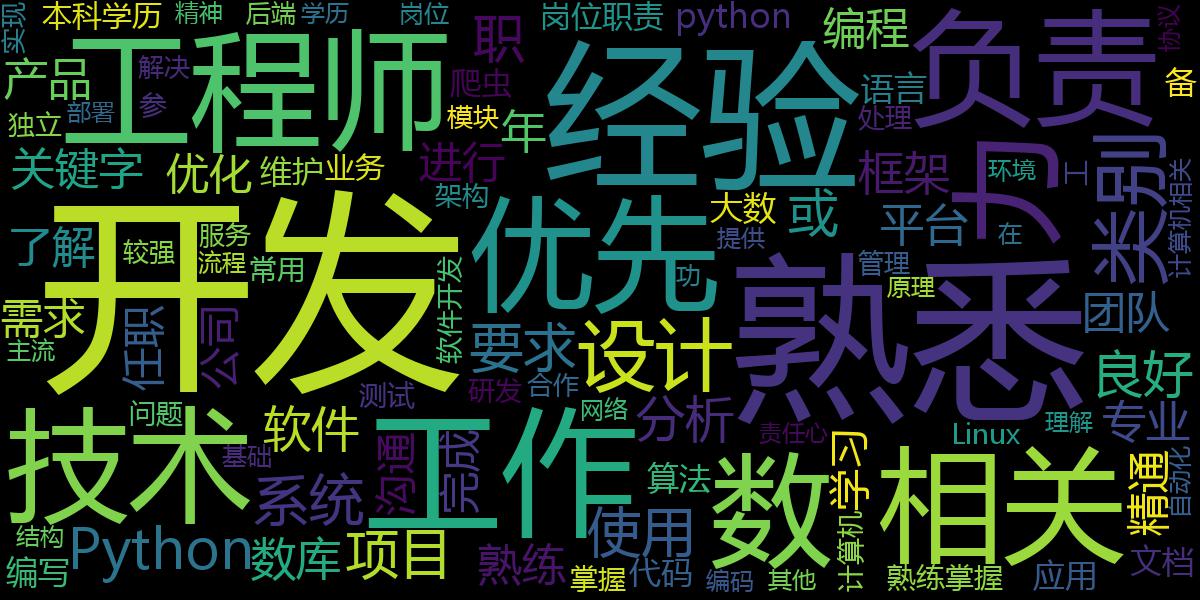 实现
本科学历
精神
后端
学历
岗位
岗位职责
python
协议
工程师
职
编程
负责
产品
解决
爬虫
经验
语言
备
参
部署
独立
模块
年
处理
关键字
优化
维护
业务
进行
框架
力
环境
工
类别
计算机相关
架构
大数
或
平台
在
提供
了解
较强
服务
流程
常用
开发
优先
功
管理
原理
熟悉
软件开发
需求
主流
任职
公司
要求
设计
团队
良好
测试
研发
合作
问题
网络
分析
责任心
Linux
理解
专业
技术
软件
基础
沟通
完成
工作
算法
数
学习
相关
精通
自动化
系统
结构
Python
数库
项目
使用
计算机
编写
熟练
掌握
代码
编码
其他
熟练掌握
应用
文档